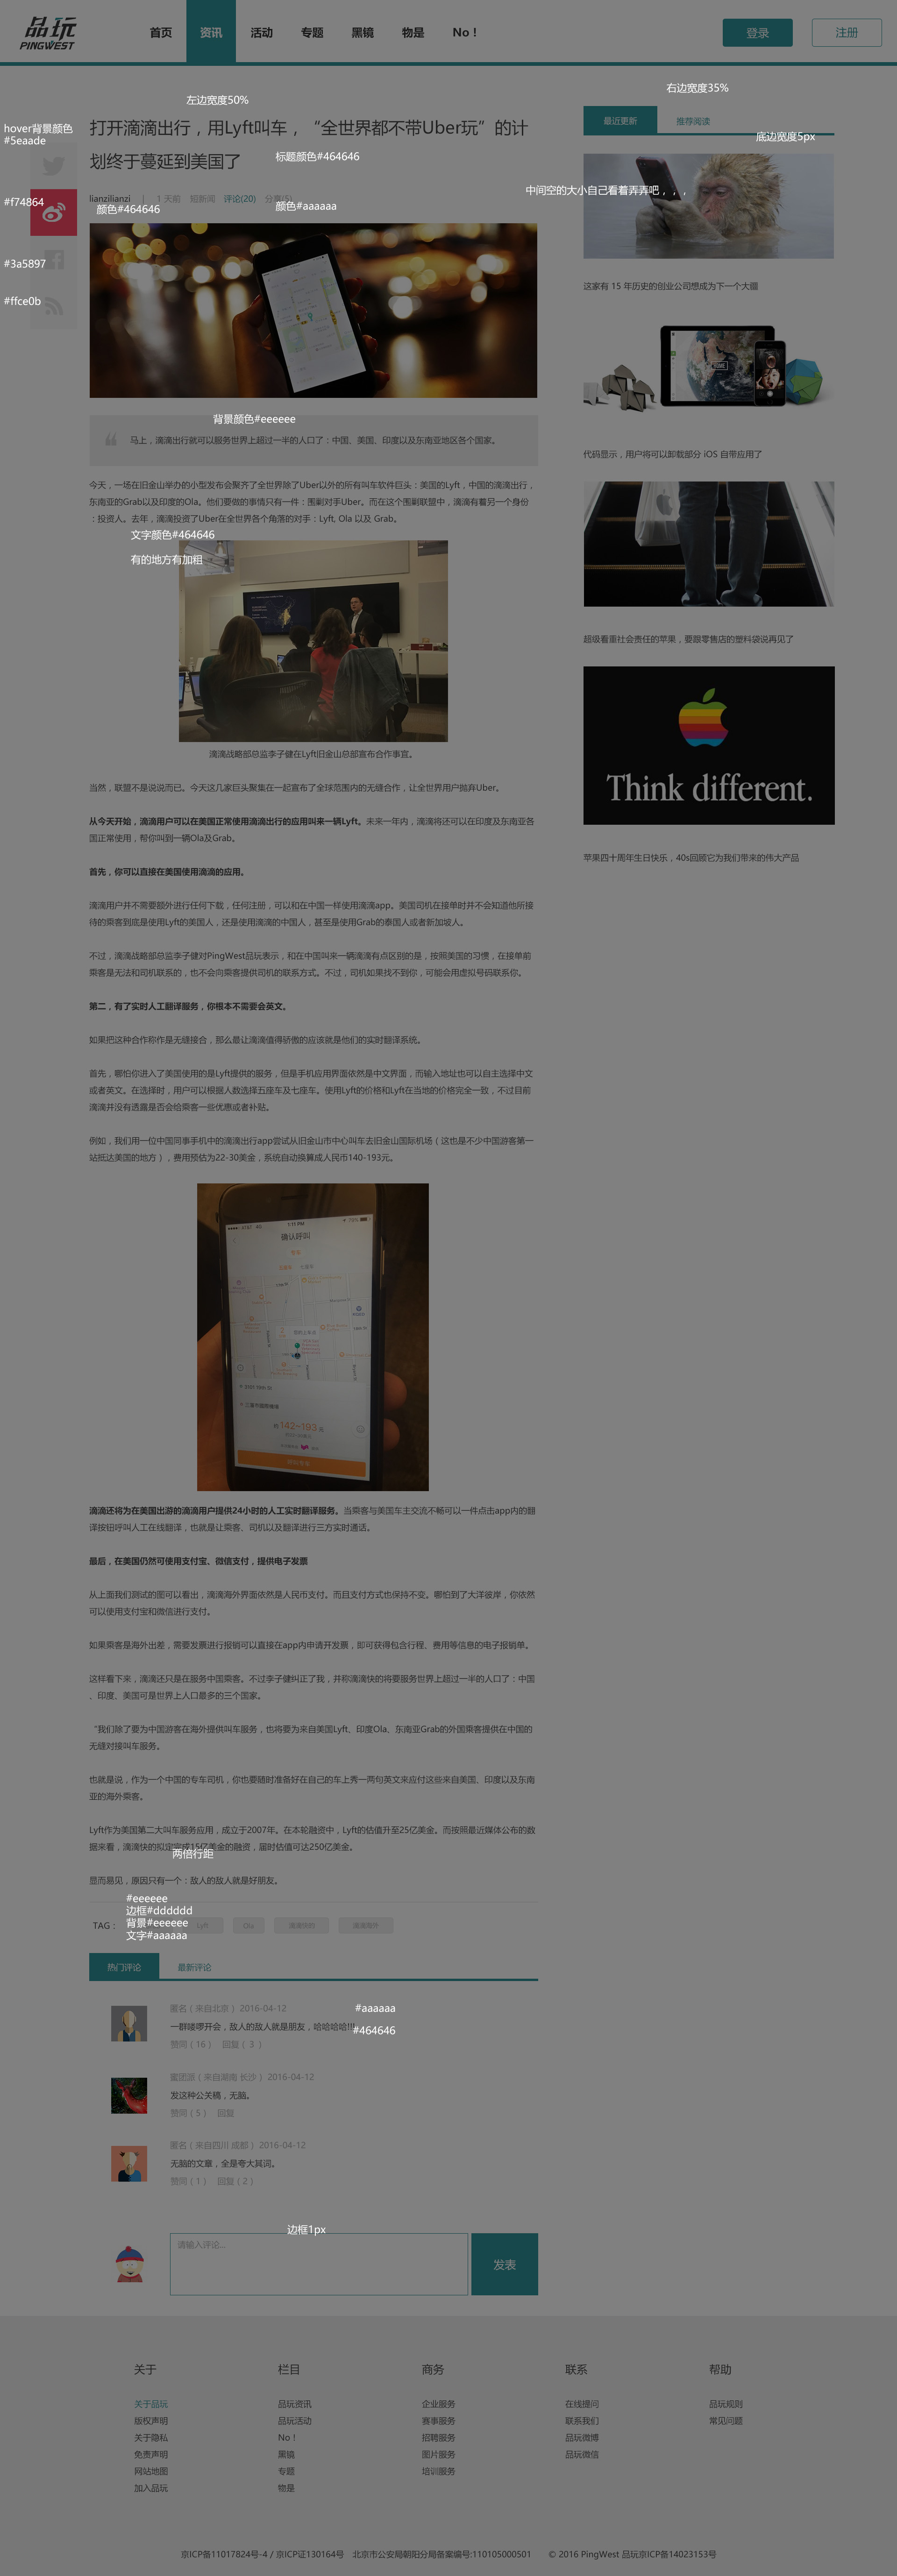 品玩
PINGWEST
首页 资讯 活动 专题 黑镜 物是 No！
登录 注册
左边宽度50%
右边宽度35%
最近更新 推荐阅读
底边宽度5px
hover背景颜色
#5eaade
#f74864
#3a5897
#ffce0b
打开滴滴出行，用Lyft叫车，“全世界都不带Uber玩”的计
划终于蔓延到美国了
标题颜色#464646
中间空的大小自己看着弄弄吧，，，
lianzilianzi | 1 天前 短新闻 评论(20) 分享(5)
颜色#464646
颜色#aaaaaa
这家有 15 年历史的创业公司想成为下一个大疆
代码显示，用户将可以卸载部分 iOS 自带应用了
超级看重社会责任的苹果，要跟零售店的塑料袋说再见了
Think different.
苹果四十周年生日快乐，40s回顾它为我们带来的伟大产品
背景颜色#eeeeee
马上，滴滴出行就可以服务世界上超过一半的人口了：中国、美国、印度以及东南亚地区各个国家。
今天，一场在旧金山举办的小型发布会聚齐了全世界除了Uber以外的所有叫车软件巨头：美国的Lyft，中国的滴滴出行，
东南亚的Grab以及印度的Ola。他们要做的事情只有一件：围剿对手Uber。而在这个围剿联盟中，滴滴有着另一个身份
：投资人。去年，滴滴投资了Uber在全世界各个角落的对手：Lyft, Ola 以及 Grab。
文字颜色#464646
有的地方有加粗
滴滴战略部总监李子健在Lyft旧金山总部宣布合作事宜。
当然，联盟不是说说而已。今天这几家巨头聚集在一起宣布了全球范围内的无缝合作，让全世界用户抛弃Uber。
从今天开始，滴滴用户可以在美国正常使用滴滴出行的应用叫来一辆Lyft。未来一年内，滴滴将还可以在印度及东南亚各
国正常使用，帮你叫到一辆Ola及Grab。
首先，你可以直接在美国使用滴滴的应用。
滴滴用户并不需要额外进行任何下载，任何注册，可以和在中国一样使用滴滴app。美国司机在接单时并不会知道他所接
待的乘客到底是使用Lyft的美国人，还是使用滴滴的中国人，甚至是使用Grab的泰国人或者新加坡人。
不过，滴滴战略部总监李子健对PingWest品玩表示，和在中国叫来一辆滴滴有点区别的是，按照美国的习惯，在接单前
乘客是无法和司机联系的，也不会向乘客提供司机的联系方式。不过，司机如果找不到你，可能会用虚拟号码联系你。
第二，有了实时人工翻译服务，你根本不需要会英文。
如果把这种合作称作是无缝接合，那么最让滴滴值得骄傲的应该就是他们的实时翻译系统。
首先，哪怕你进入了美国使用的是Lyft提供的服务，但是手机应用界面依然是中文界面，而输入地址也可以自主选择中文
或者英文。在选择时，用户可以根据人数选择五座车及七座车。使用Lyft的价格和Lyft在当地的价格完全一致，不过目前
滴滴并没有透露是否会给乘客一些优惠或者补贴。
例如，我们用一位中国同事手机中的滴滴出行app尝试从旧金山市中心叫车去旧金山国际机场（这也是不少中国游客第一
站抵达美国的地方），费用预估为22-30美金，系统自动换算成人民币140-193元。
1:11 PM
确认呼叫
142-193
滴滴还将为在美国出游的滴滴用户提供24小时的人工实时翻译服务。当乘客与美国车主交流不畅可以一件点击app内的翻
译按钮呼叫人工在线翻译，也就是让乘客、司机以及翻译进行三方实时通话。
最后，在美国仍然可使用支付宝、微信支付，提供电子发票
从上面我们测试的图可以看出，滴滴海外界面依然是人民币支付。而且支付方式也保持不变。哪怕到了大洋彼岸，你依然
可以使用支付宝和微信进行支付。
如果乘客是海外出差，需要发票进行报销可以直接在app内申请开发票，即可获得包含行程、费用等信息的电子报销单。
这样看下来，滴滴还只是在服务中国乘客。不过李子健纠正了我，并称滴滴快的将要服务世界上超过一半的人口了：中国
、印度、美国可是世界上人口最多的三个国家。
“我们除了要为中国游客在海外提供叫车服务，也将要为来自美国Lyft、印度Ola、东南亚Grab的外国乘客提供在中国的
无缝对接叫车服务。
也就是说，作为一个中国的专车司机，你也要随时准备好在自己的车上秀一两句英文来应付这些来自美国、印度以及东南
亚的海外乘客。
Lyft作为美国第二大叫车服务应用，成立于2007年。在本轮融资中，Lyft的估值升至25亿美金。而按照最近媒体公布的数
据来看，滴滴快的拟定完成15亿美金的融资，届时估值可达250亿美金。
两倍行距
显而易见，原因只有一个：敌人的敌人就是好朋友。
#eeeeee
边框#dddddd
背景#eeeeee
文字#aaaaaa
TAG： Lyft Ola 滴滴快的 滴滴海外
热门评论 最新评论
匿名（来自北京） 2016-04-12
#aaaaaa
一群喽啰开会，敌人的敌人就是朋友，哈哈哈哈!!!
#464646
赞同（16） 回复（3 ）
蜜团派（来自湖南 长沙） 2016-04-12
发这种公关稿，无脑。
赞同（5） 回复
匿名（来自四川 成都） 2016-04-12
无脑的文章，全是夸大其词。
赞同（1） 回复（2）
边框1px
请输入评论...
发表
关于 栏目 商务 联系 帮助
关于品玩 品玩资讯 企业服务 在线提问 品玩规则
版权声明 品玩活动 赛事服务 联系我们 常见问题
关于隐私 No！ 招聘服务 品玩微博
免责声明 黑镜 图片服务 品玩微信
网站地图 专题 培训服务
加入品玩 物是
京ICP备11017824号-4 / 京ICP证130164号 北京市公安局朝阳分局备案编号:110105000501 © 2016 PingWest 品玩京ICP备14023153号